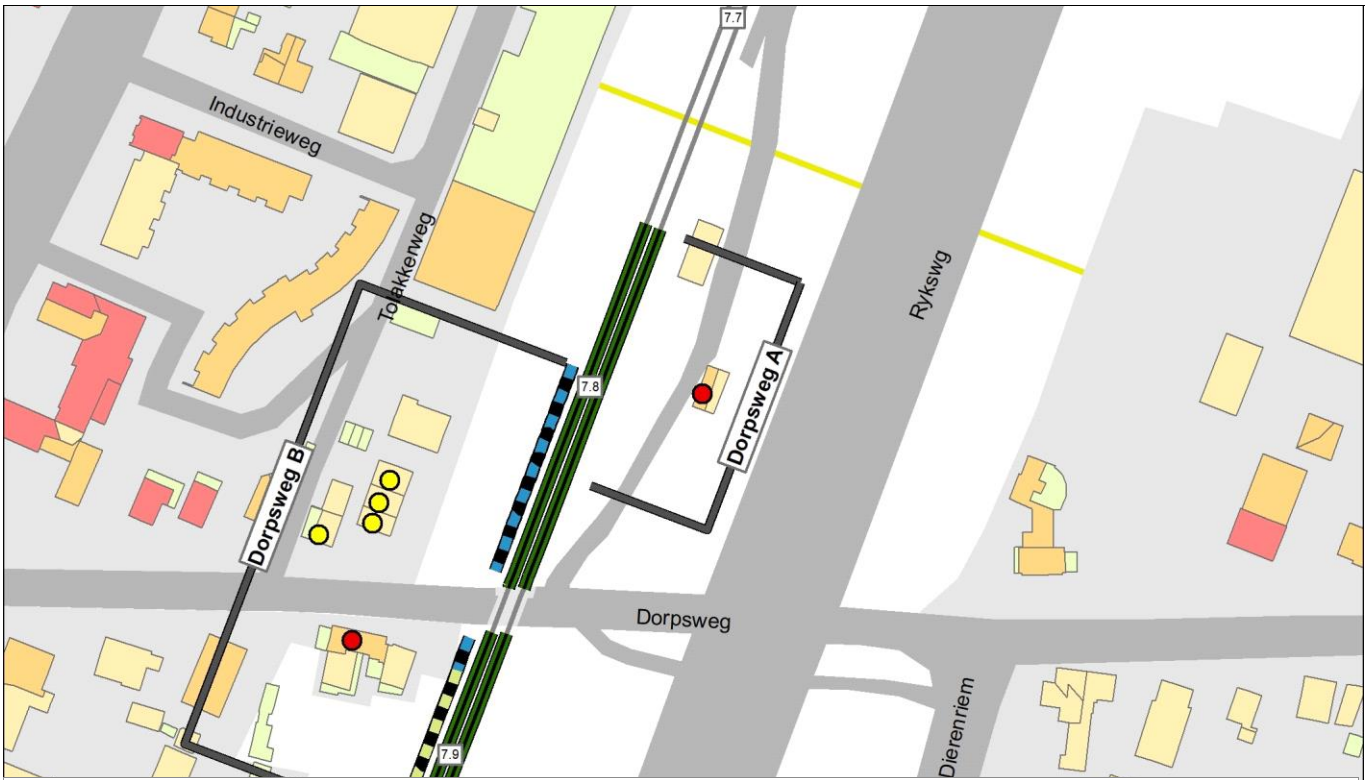 7.7
Industrieweg
Tolakkerweg
Rykswg
7.8
Dorpsweg A
Dorpsweg B
Dorpsweg
Dierenriem
7.9